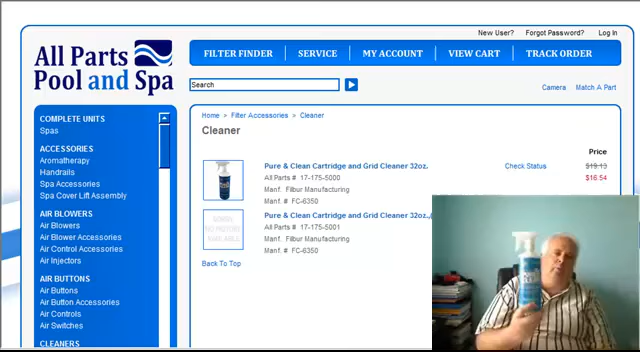 New User? Forgot Password? Log In
All Parts
Pool and Spa
FILTER FINDER SERVICE MY ACCOUNT VIEW CART TRACK ORDER
Search
Camera Match A Part
COMPLETE UNITS
Spas
ACCESSORIES
Aromatherapy
Handrails
Spa Accessories
Spa Cover Lift Assembly
AIR BLOWERS
Air Blowers
Air Blower Accessories
Air Control Accessories
Air Injectors
AIR BUTTONS
Air Buttons
Air Button Accessories
Air Controls
Air Switches
CLEANERS
Home > Filter Accessories > Cleaner
Cleaner
Price
Pure & Clean Cartridge and Grid Cleaner 32oz. Check Status $19.13
All Parts # 17-175-5000 $16.54
Manf. Filbur Manufacturing
Manf. # FC-6350
SORRY
NO PICTURE
AVAILABLE
Pure & Clean Cartridge and Grid Cleaner 32oz.,
All Parts # 17-175-5001
Manf. Filbur Manufacturing
Manf. # FC-6350
Back To Top